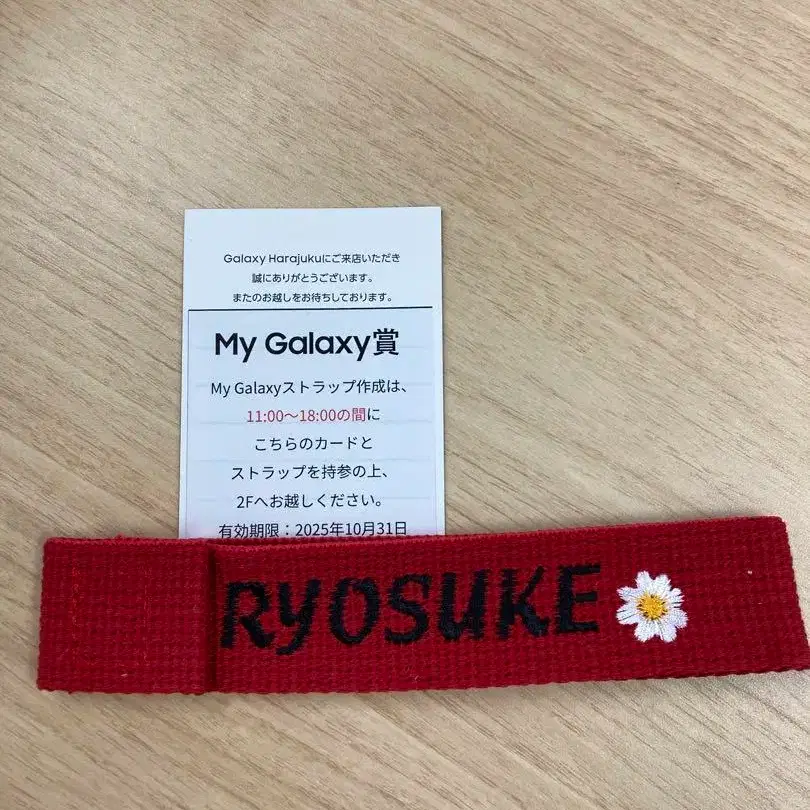 Galaxy Harajukuにご来店いただき
誠にありがとうございます。
またのお越しをお待ちしております。
My Galaxy賞
My Galaxyストラップ作成は、
11:00〜18:00の間に
こちらのカードと
ストラップを持参の上、
2Fへお越しください。
有効期限：2025年10月31日
RYOSUKE